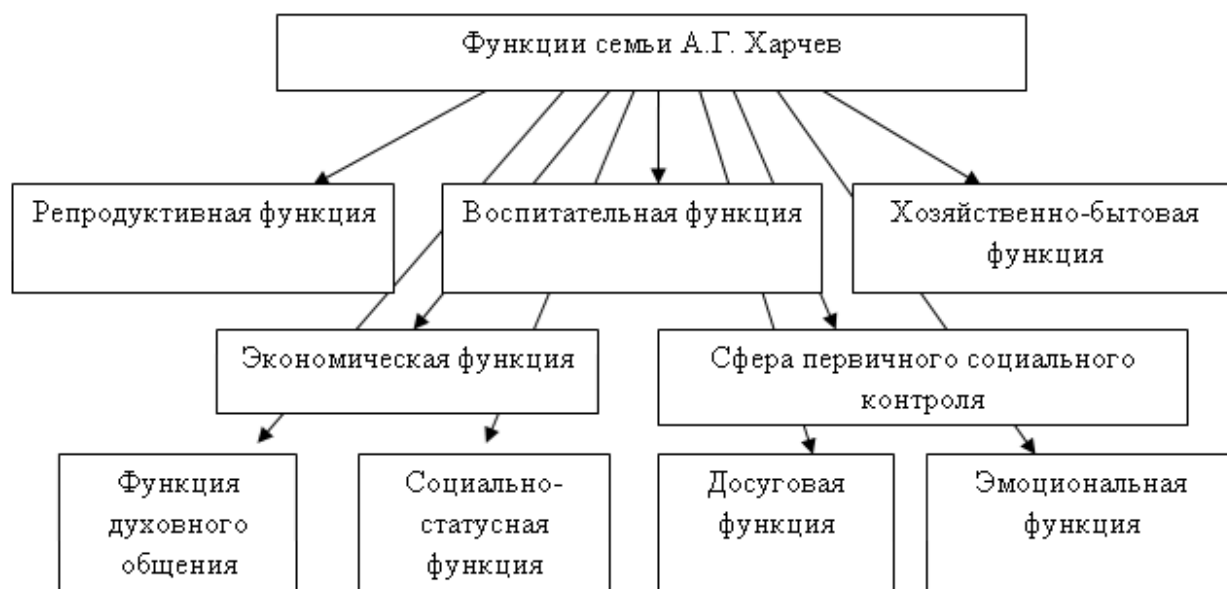 Функции семьи А.Г. Харчев
Репродуктивная функция
Воспитательная функция
Хозяйственно-бытовая
функция
Экономическая функция
Сфера первичного социального
контроля
Функция
духовного
общения
Социально-
статусная
функция
Досуговая
функция
Эмоциональная
функция